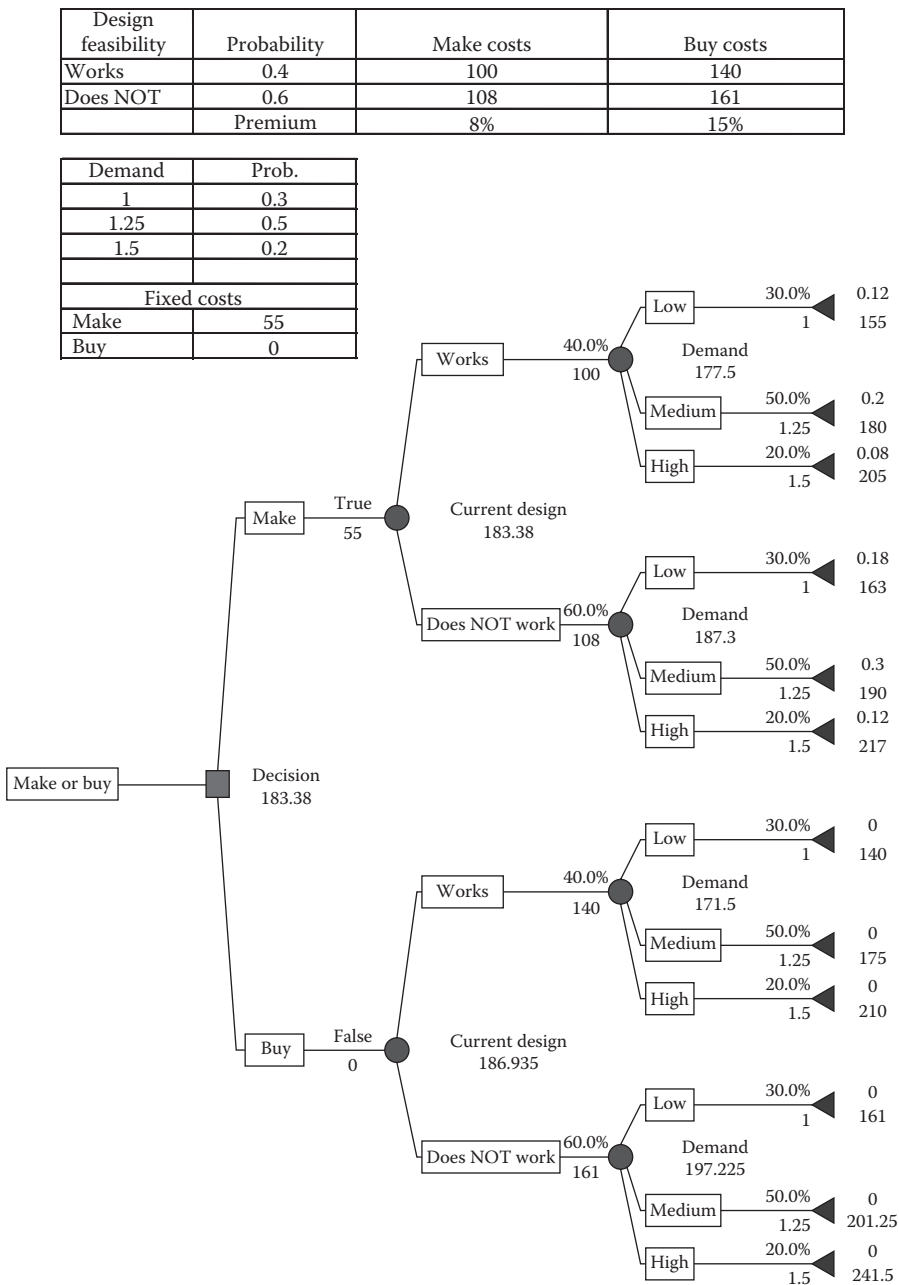 Design
feasibility Probability Make costs Buy costs
Works 0.4 100 140
Does NOT 0.6 108 161
Premium 8% 15%
Demand Prob.
1 0.3
1.25 0.5
1.5 0.2
Fixed costs
Make 55
Buy 0
Low 30.0% 0.12
1 155
Works 40.0% Demand
100 177.5
Medium 50.0% 0.2
1.25 180
High 20.0% 0.08
1.5 205
Make True Current design
55 183.38
Low 30.0% 0.18
1 163
Does NOT work 60.0% Demand
108 187.3
Medium 50.0% 0.3
1.25 190
High 20.0% 0.12
1.5 217
Make or buy Decision
183.38
Low 30.0% 0
1 140
Works 40.0% Demand
140 171.5
Medium 50.0% 0
1.25 175
High 20.0% 0
1.5 210
Buy False Current design
0 186.935
Low 30.0% 0
1 161
Does NOT work 60.0% Demand
161 197.225
Medium 50.0% 0
1.25 201.25
High 20.0% 0
1.5 241.5